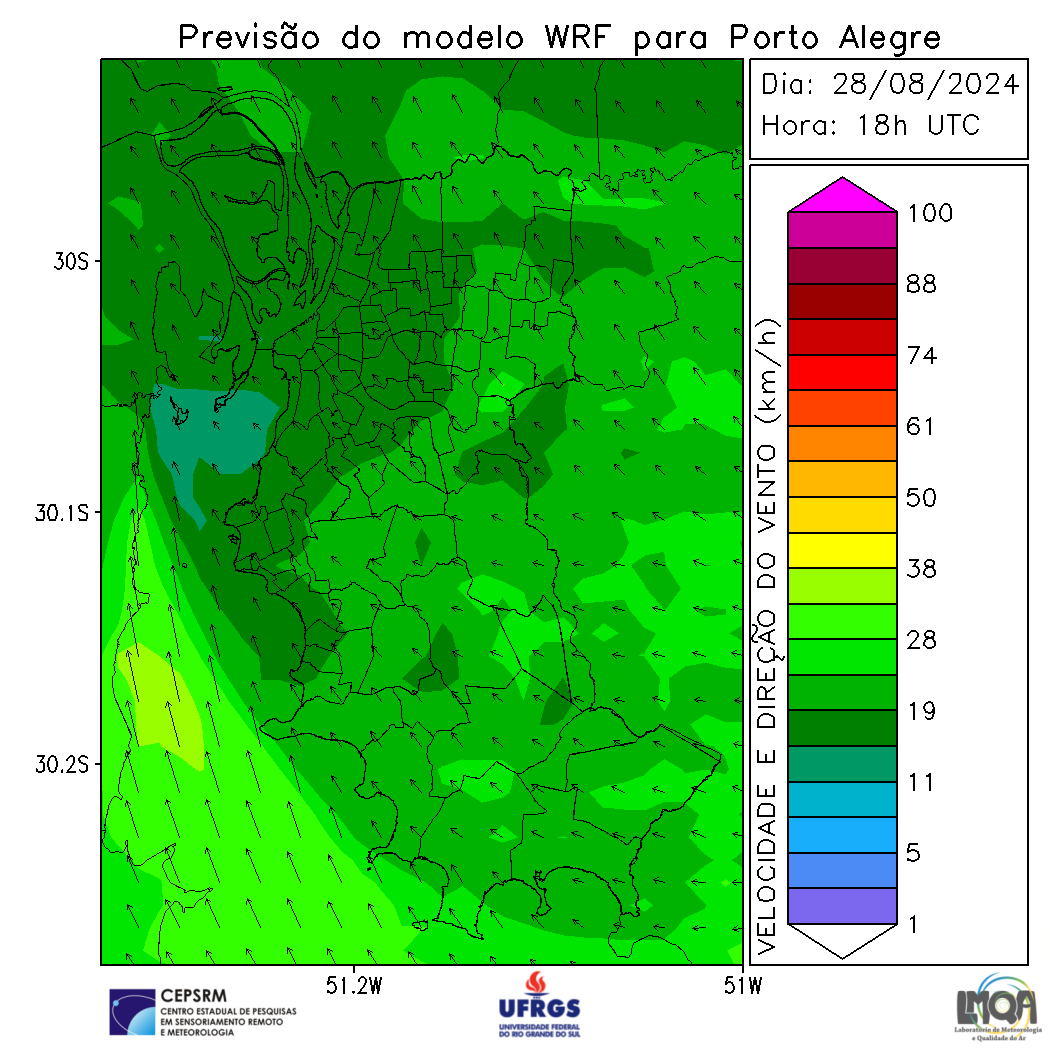 Previsão do modelo WRF para Porto Alegre
Dia: 28/08/2024
Hora: 18h UTC
30S
30.1S
30.2S
51.2W
51W
VELOCIDADE E DIREÇÃO DO VENTO (km/h)
100
88
74
61
50
38
28
19
11
5
1
CEPSRM
CENTRO ESTADUAL DE PESQUISAS
EM SENSORIAMENTO REMOTO
E METEOROLOGIA
UFRGS
UNIVERSIDADE FEDERAL
DO RIO GRANDE DO SUL
LMQA
Laboratório de Meteorologia
e Qualidade do Ar